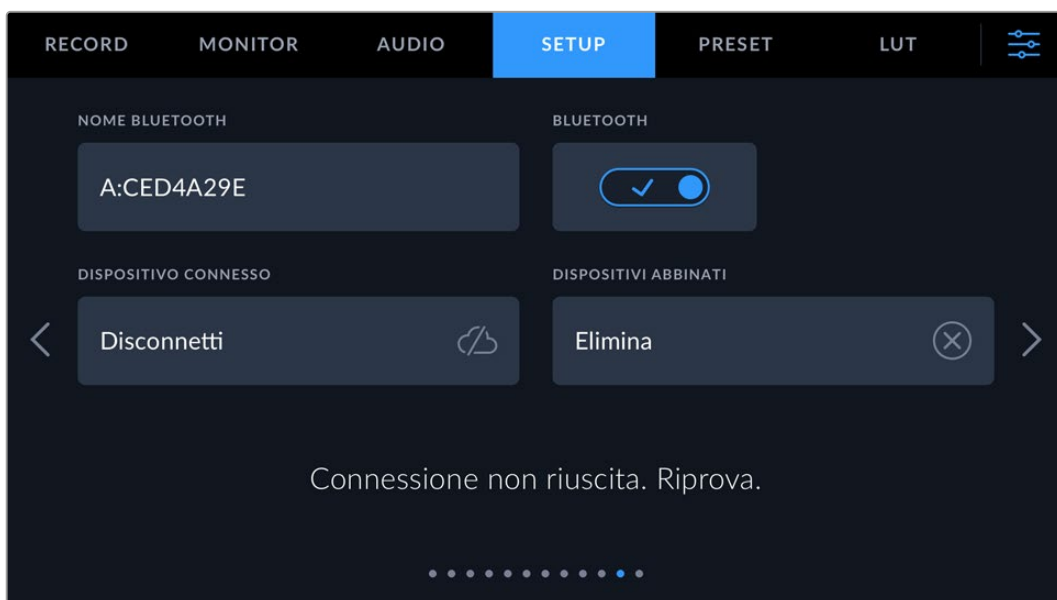 RECORD MONITOR AUDIO SETUP PRESET LUT
NOME BLUETOOTH
BLUETOOTH
A:CED4A29E
DISPOSITIVO CONNESSO
DISPOSITIVI ABBINATI
Disconnetti
Elimina
Connessione non riuscita. Riprova.